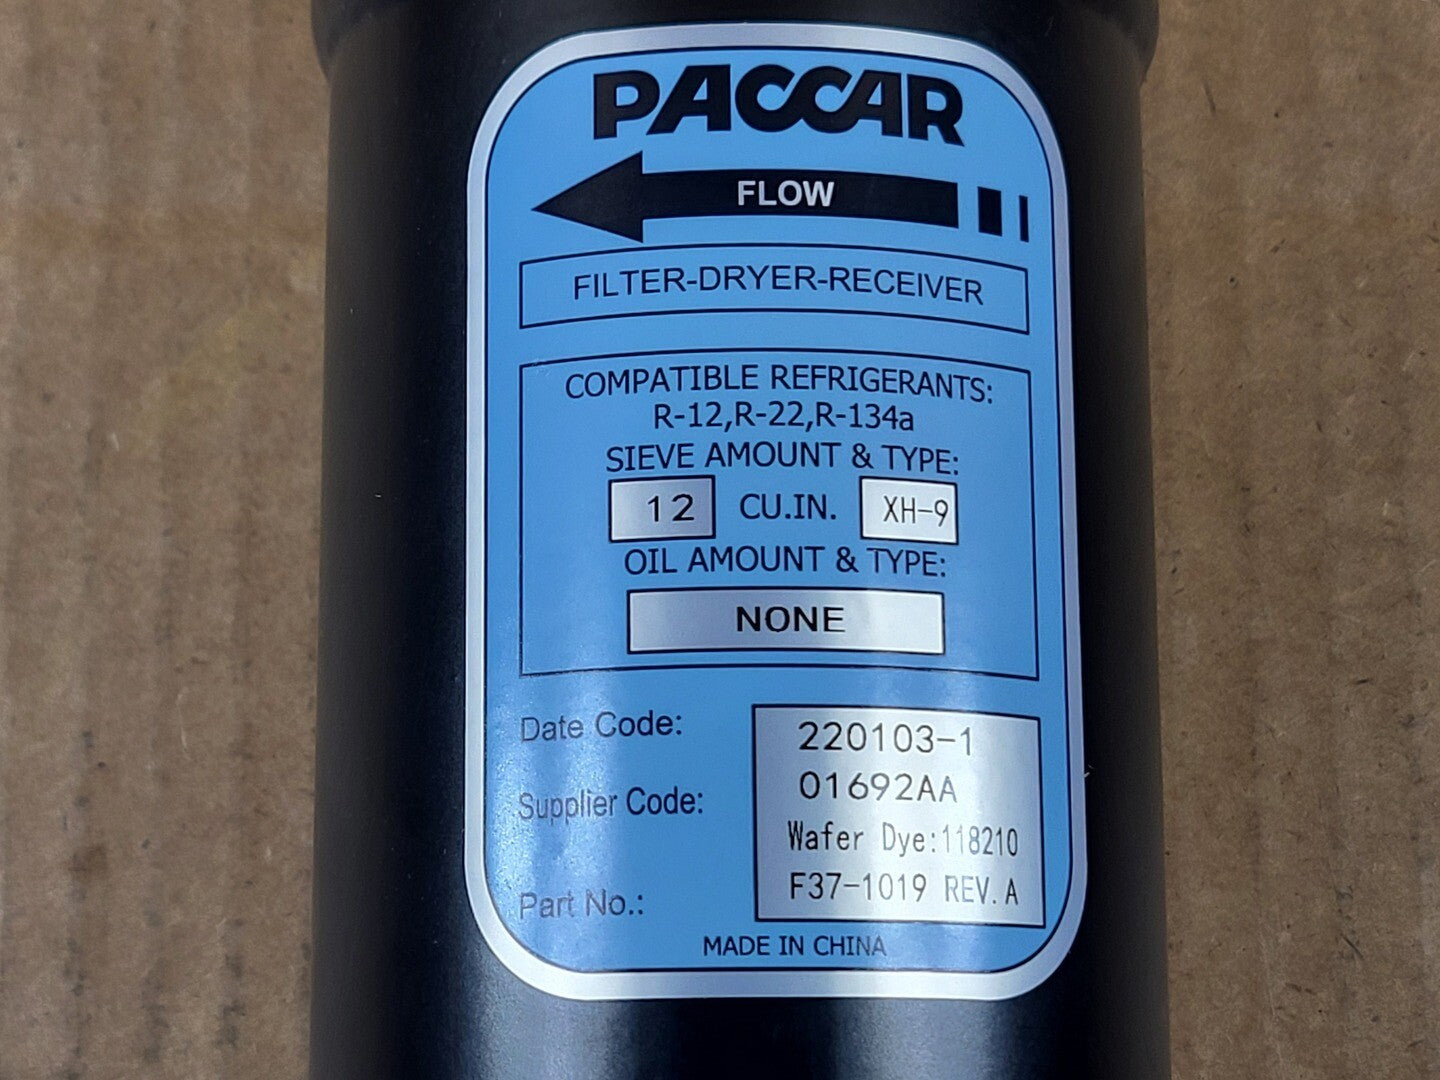 PACCAR
FLOW
FILTER-DRYER-RECEIVER
COMPATIBLE REFRIGERANTS:
R-12,R-22,R-134a
SIEVE AMOUNT & TYPE:
12 CU.IN. XH-9
OIL AMOUNT & TYPE:
NONE
Date Code: 220103-1
Supplier Code: 01692AA
Wafer Dye:118210
Part No.: F37-1019 REV.A
MADE IN CHINA